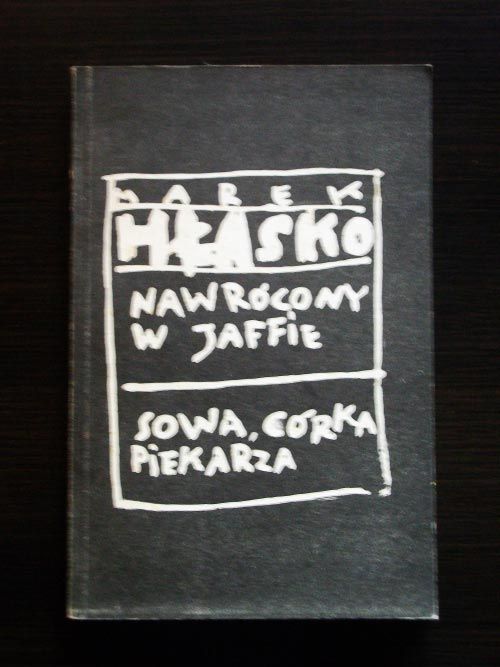 MAREK
HŁASKO
NAWRÓCONY
W JAFFIE
SOWA, CÓRKA
PIEKARZA